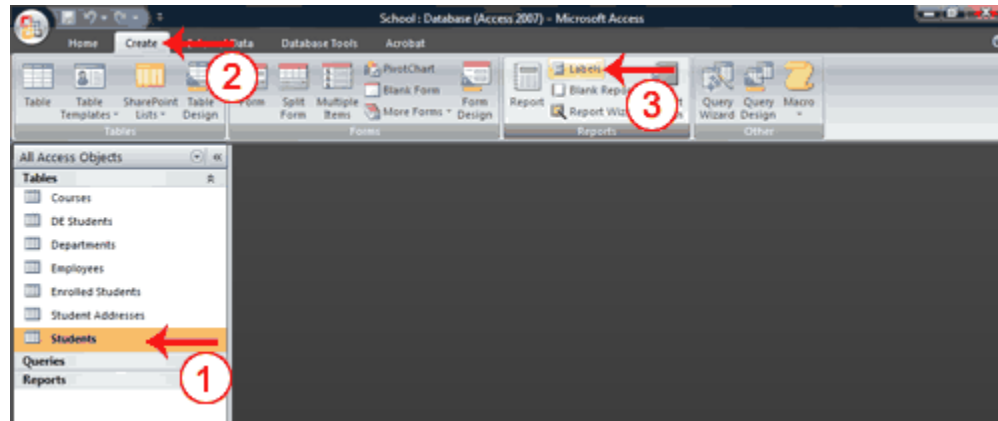 School : Database (Access 2007) - Microsoft Access
Home Create Data Database Tools Acrobat
Table
Table Templates
SharePoint Lists
Table Design
Tables
Form
Split Form
Multiple Items
PivotChart
Blank Form
More Forms
Form Design
Forms
Report
Labels
Blank Report
Report
Reports
Query Wizard
Query Design
Macro
Other
2
3
All Access Objects
Tables
Courses
DE Students
Departments
Employees
Enrolled Students
Student Addresses
Students
Queries
Reports
1